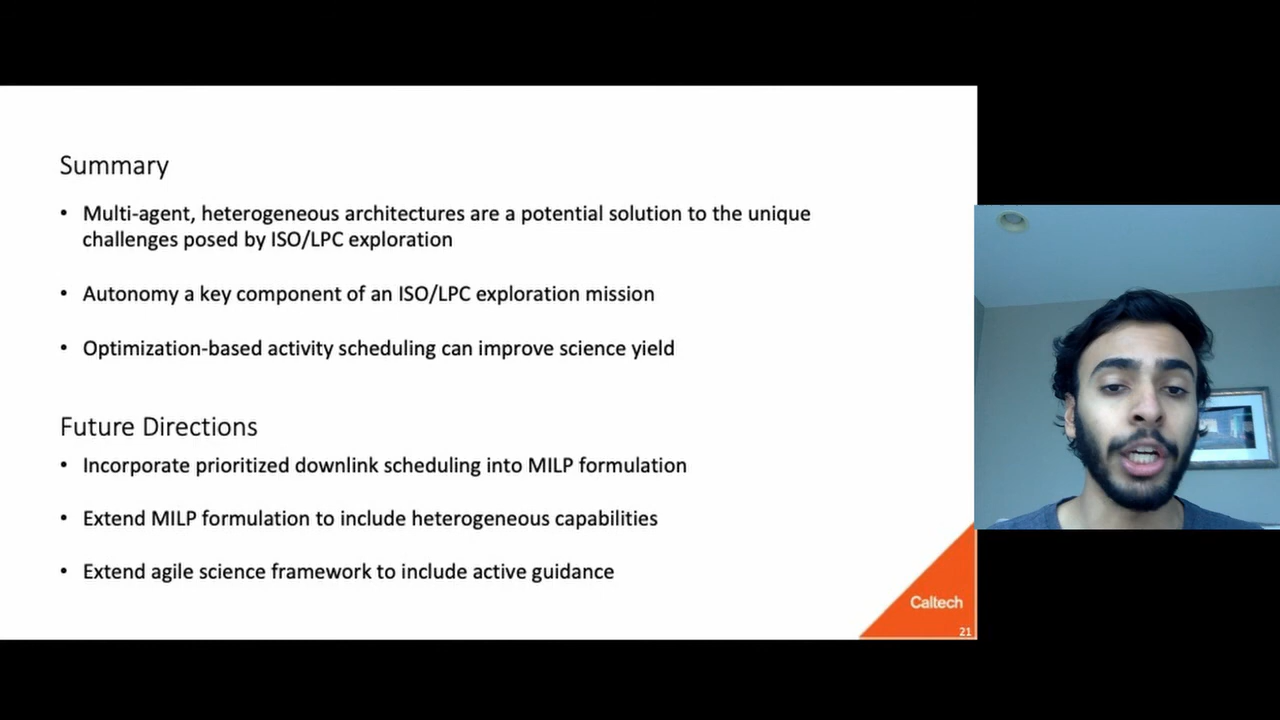 Summary
• Multi-agent, heterogeneous architectures are a potential solution to the unique
challenges posed by ISO/LPC exploration
• Autonomy a key component of an ISO/LPC exploration mission
• Optimization-based activity scheduling can improve science yield
Future Directions
• Incorporate prioritized downlink scheduling into MILP formulation
• Extend MILP formulation to include heterogeneous capabilities
• Extend agile science framework to include active guidance
Caltech
21